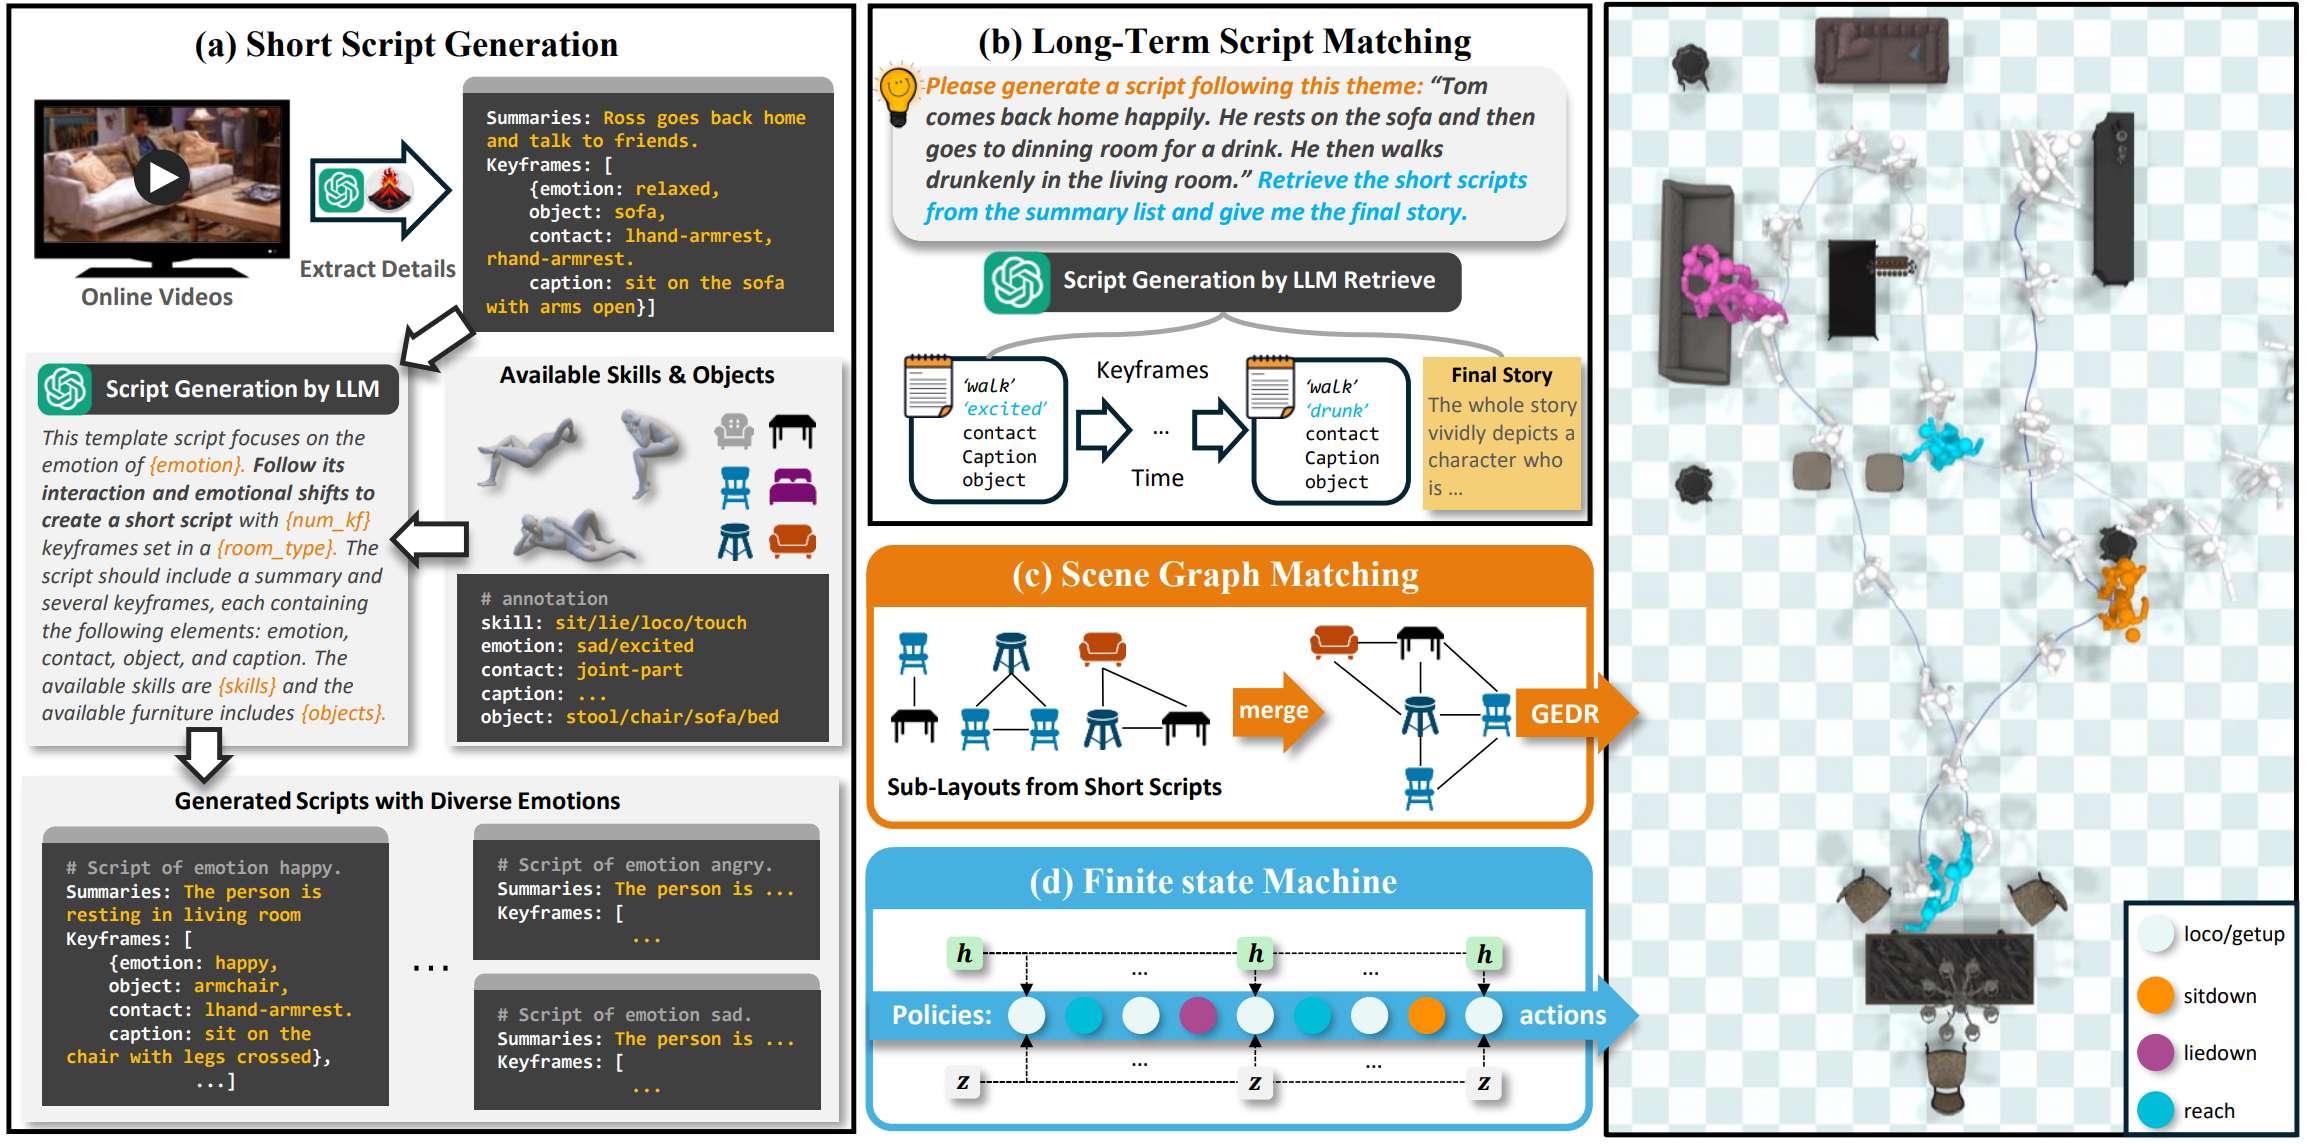 (a) Short Script Generation
Online Videos
Extract Details
Summaries: Ross goes back home
and talk to friends.
Keyframes: [
{emotion: relaxed,
object: sofa,
contact: lhand-armrest,
rhand-armrest.
caption: sit on the sofa
with arms open}]
Script Generation by LLM
This template script focuses on the
emotion of {emotion}. Follow its
interaction and emotional shifts to
create a short script with {num_kf}
keyframes set in a {room_type}. The
script should include a summary and
several keyframes, each containing
the following elements: emotion,
contact, object, and caption. The
available skills are {skills} and the
available furniture includes {objects}.
Available Skills & Objects
# annotation
skill: sit/lie/loco/touch
emotion: sad/excited
contact: joint-part
caption: ...
object: stool/chair/sofa/bed
Generated Scripts with Diverse Emotions
# Script of emotion happy.
Summaries: The person is
resting in living room
Keyframes: [
{emotion: happy,
object: armchair,
contact: lhand-armrest.
caption: sit on the
chair with legs crossed},
...]
...
# Script of emotion angry.
Summaries: The person is ...
Keyframes: [
...
# Script of emotion sad.
Summaries: The person is ...
Keyframes: [
...
(b) Long-Term Script Matching
Please generate a script following this theme: “Tom
comes back home happily. He rests on the sofa and then
goes to dinning room for a drink. He then walks
drunkenly in the living room.” Retrieve the short scripts
from the summary list and give me the final story.
Script Generation by LLM Retrieve
‘walk’
‘excited’
contact
Caption
object
Keyframes
...
Time
‘walk’
‘drunk’
contact
Caption
object
Final Story
The whole story
vividly depicts a
character who
is ...
(c) Scene Graph Matching
merge
GEDR
Sub-Layouts from Short Scripts
(d) Finite state Machine
h h h
... ...
Policies: actions
... ...
z z z
loco/getup
sitdown
liedown
reach